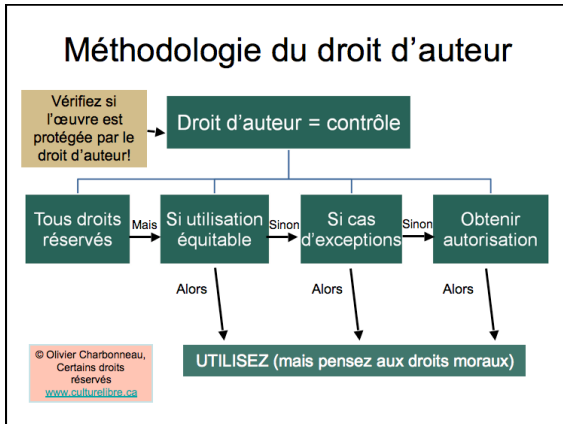 Méthodologie du droit d'auteur
Vérifiez si
l'œuvre est
protégée par le
droit d'auteur!
Droit d'auteur = contrôle
Tous droits
réservés
Mais
Si utilisation
équitable
Sinon
Si cas
d'exceptions
Sinon
Obtenir
autorisation
Alors
Alors
Alors
UTILISEZ (mais pensez aux droits moraux)
© Olivier Charbonneau,
Certains droits
réservés
www.culturelibre.ca